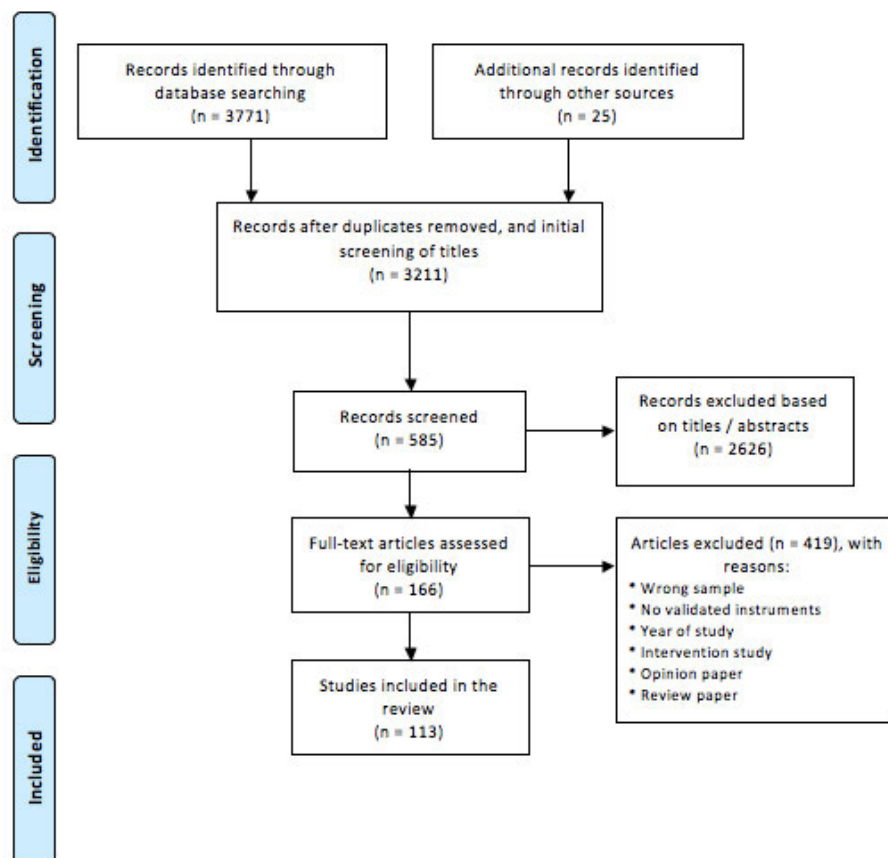 Identification
Records identified through
database searching
(n = 3771)
Additional records identified
through other sources
(n = 25)
Records after duplicates removed, and initial
screening of titles
(n = 3211)
Screening
Records screened
(n = 585)
Records excluded based
on titles / abstracts
(n = 2626)
Eligibility
Full-text articles assessed
for eligibility
(n = 166)
Articles excluded (n = 419), with
reasons:
* Wrong sample
* No validated instruments
* Year of study
* Intervention study
* Opinion paper
* Review paper
Included
Studies included in the
review
(n = 113)